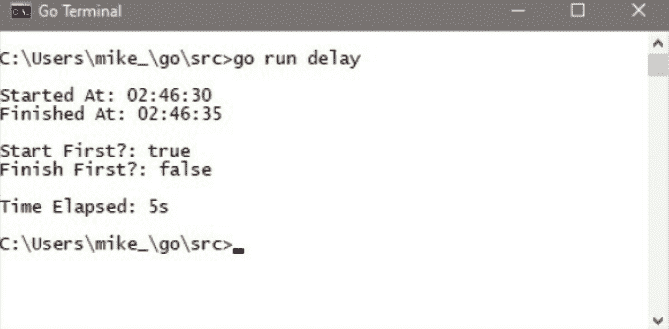 Go Terminal
C:\Users\mike_\go\src>go run delay
Started At: 02:46:30
Finished At: 02:46:35
Start First?: true
Finish First?: false
Time Elapsed: 5s
C:\Users\mike_\go\src>